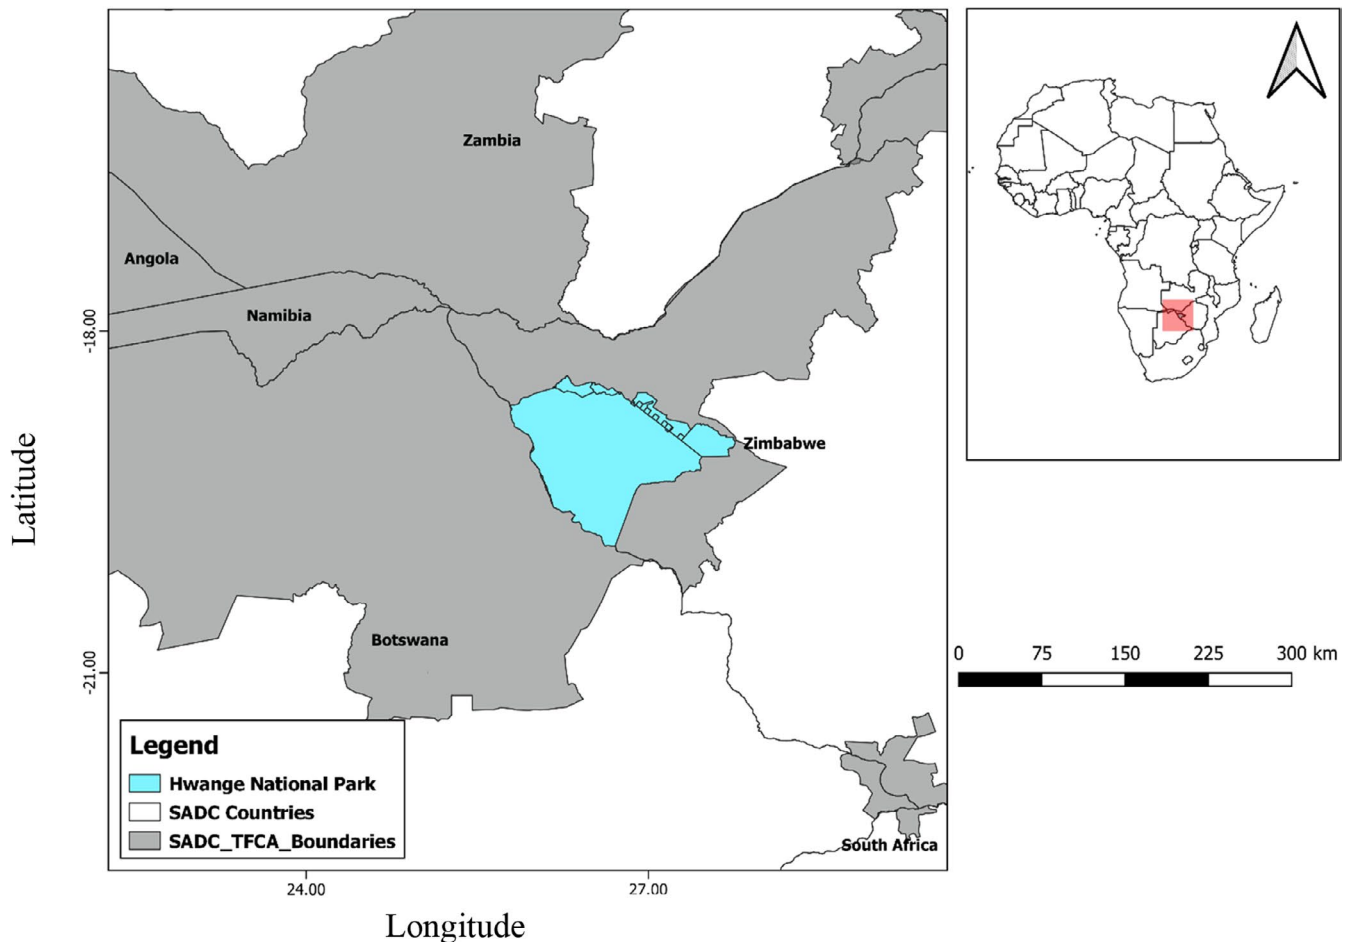 Zambia
Angola
Namibia
Zimbabwe
Botswana
South Africa
Latitude
-18.00
-21.00
24.00
27.00
Longitude
Legend
Hwange National Park
SADC Countries
SADC_TFCA_Boundaries
0 75 150 225 300 km